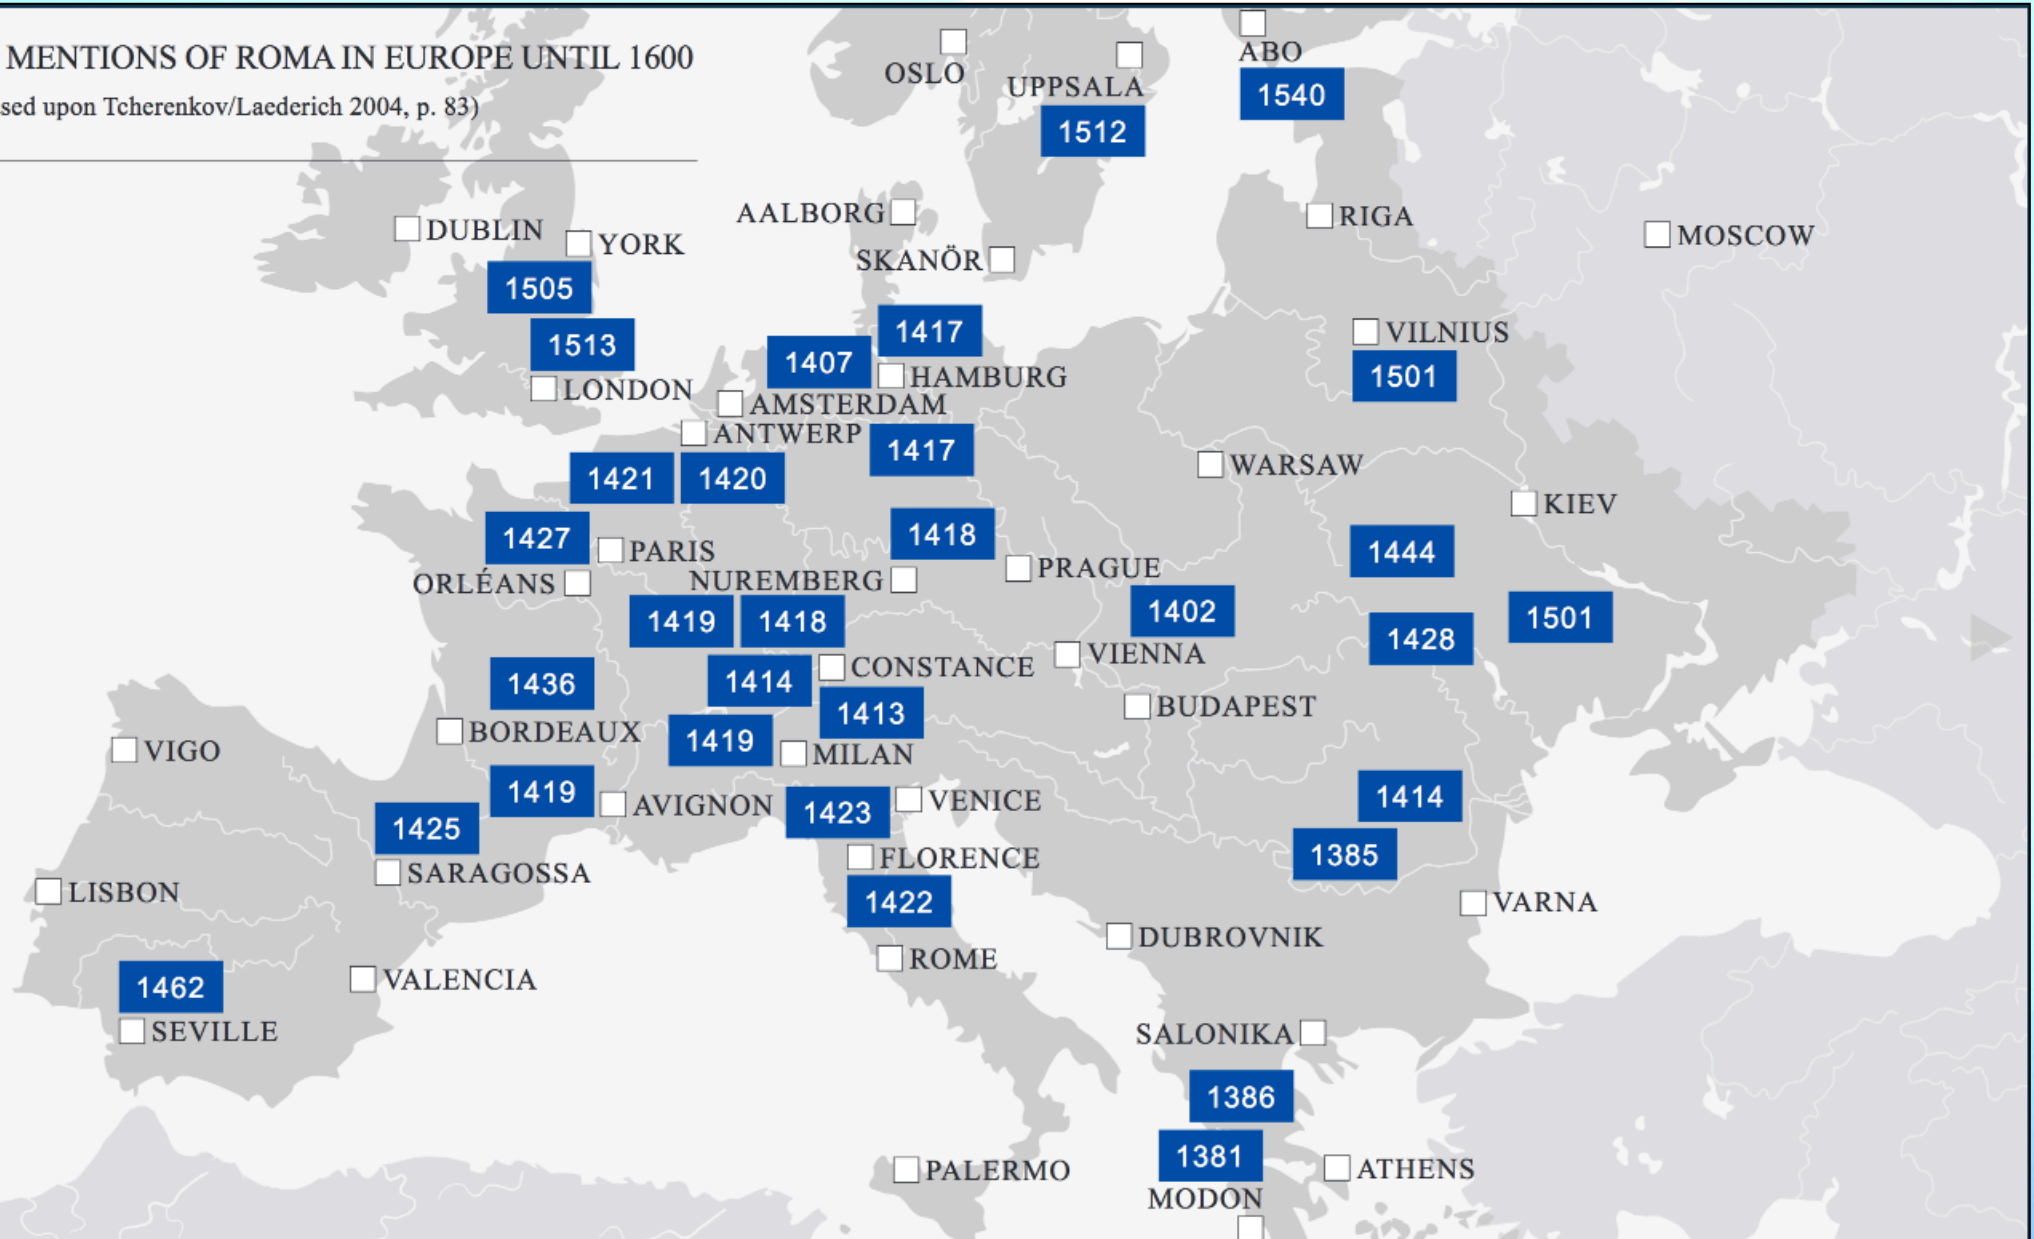 MENTIONS OF ROMA IN EUROPE UNTIL 1600
sed upon Tcherenkov/Laederich 2004, p. 83)
OSLO
UPPSALA
1512
ABO
1540
AALBORG
SKANÖR
RIGA
MOSCOW
DUBLIN
YORK
1505
1513
LONDON
1417
1407
HAMBURG
AMSTERDAM
ANTWERP
1417
1421
1420
VILNIUS
1501
WARSAW
KIEV
1427
PARIS
ORLÉANS
1418
NUREMBERG
PRAGUE
1444
1402
1428
1501
1419
1418
VIENNA
CONSTANCE
1414
1413
1436
BORDEAUX
1419
MILAN
BUDAPEST
VIGO
1419
AVIGNON
1423
VENICE
1414
1425
SARAGOSSA
FLORENCE
1422
1385
LISBON
VARNA
DUBROVNIK
ROME
1462
SEVILLE
VALENCIA
SALONIKA
1386
1381
MODON
ATHENS
PALERMO